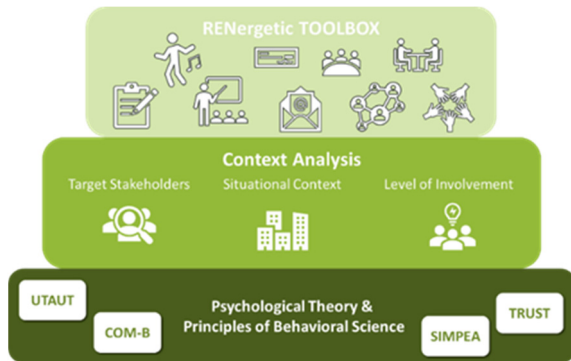 RENergetic TOOLBOX
Context Analysis
Target Stakeholders
Situational Context
Level of Involvement
UTAUT
COM-B
Psychological Theory &
Principles of Behavioral Science
SIMPEA
TRUST